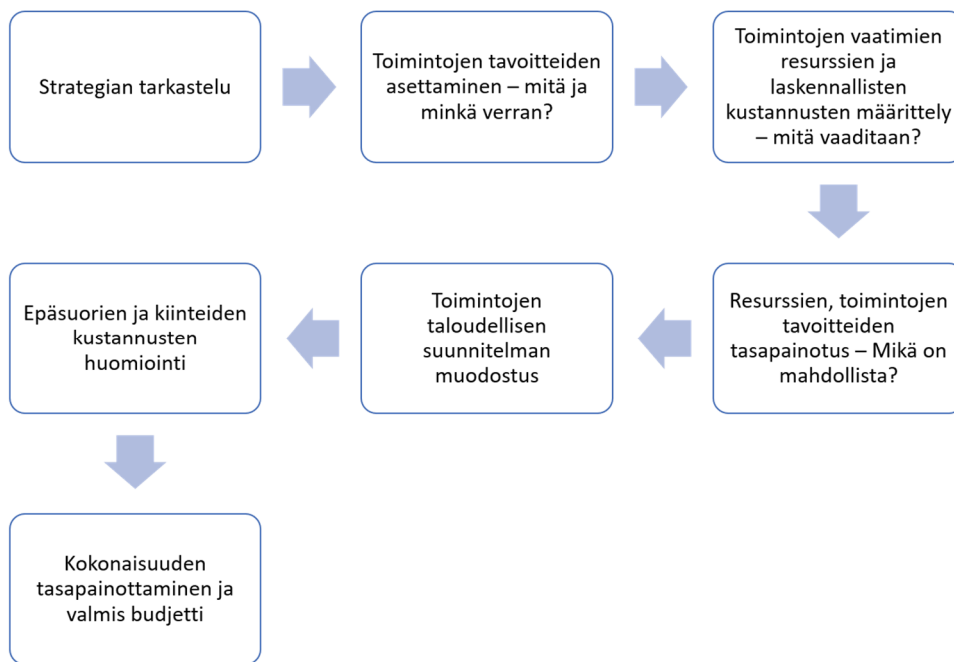 Strategian tarkastelu
Toimintojen tavoitteiden
asettaminen – mitä ja
minkä verran?
Toimintojen vaatimien
resurssien ja
laskennallisten
kustannusten määrittely
– mitä vaaditaan?
Resurssien, toimintojen
tavoitteiden
tasapainotus – Mikä on
mahdollista?
Toimintojen
taloudellisen
suunnitelman
muodostus
Epäsuorien ja kiinteiden
kustannusten
huomiointi
Kokonaisuuden
tasapainottaminen ja
valmis budjetti